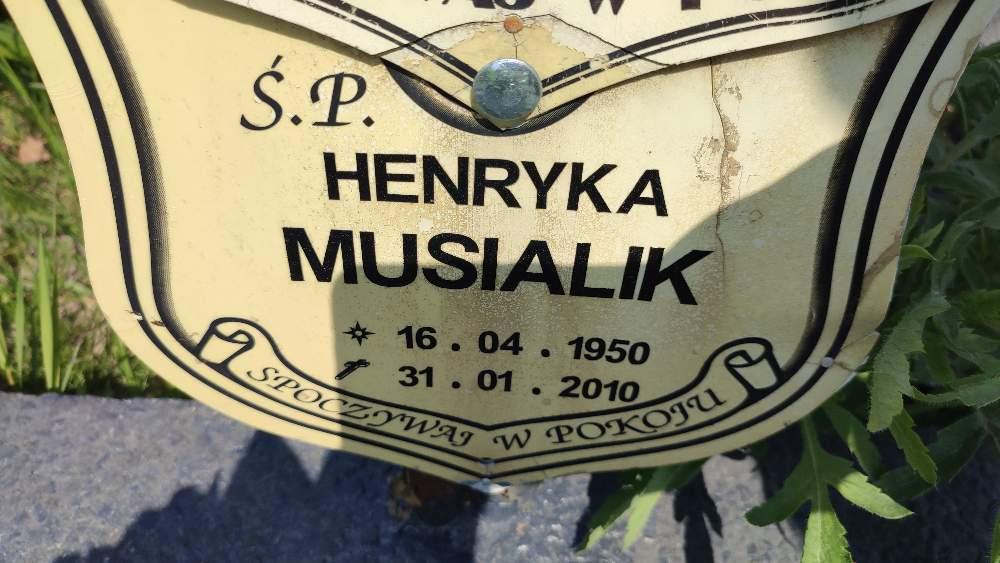 W
Ś.P.
HENRYKA
MUSIALIK
16 . 04 . 1950
31 . 01 . 2010
SPOCZYWAJ W POKOJU